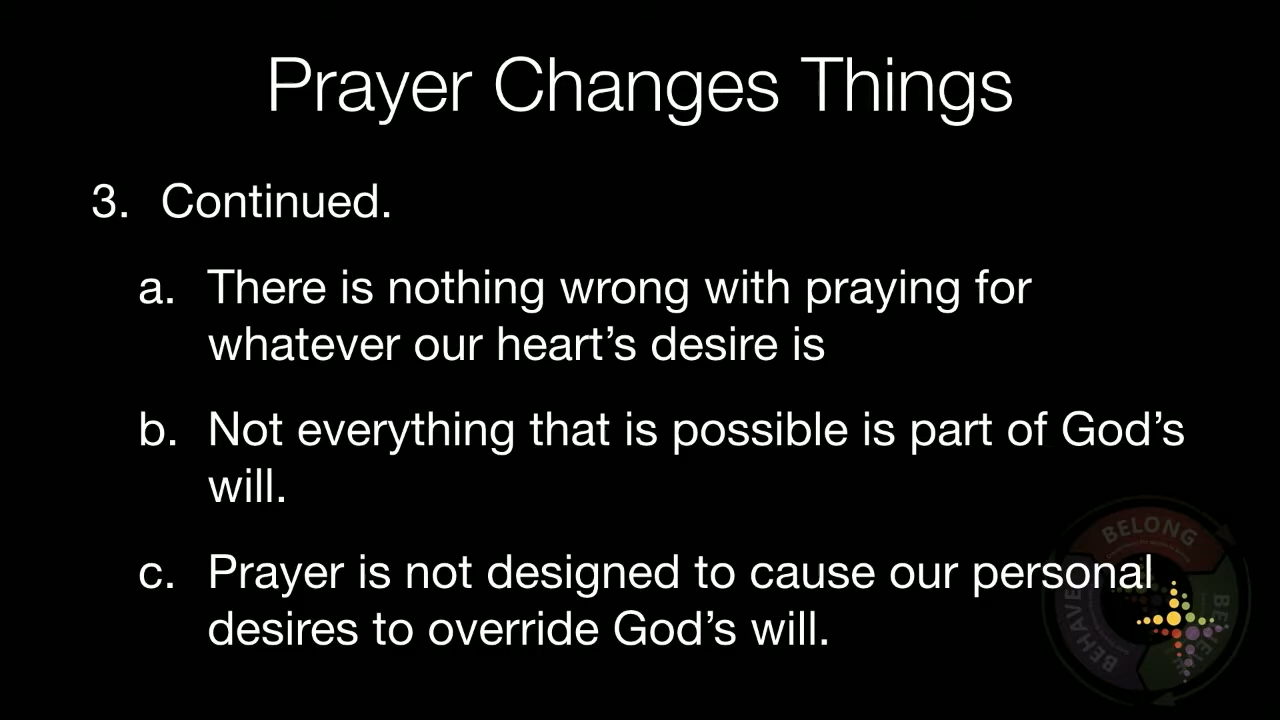 Prayer Changes Things
3. Continued.
a. There is nothing wrong with praying for
whatever our heart’s desire is
b. Not everything that is possible is part of God’s
will.
c. Prayer is not designed to cause our personal
desires to override God’s will.
BELONG
BEHAVE